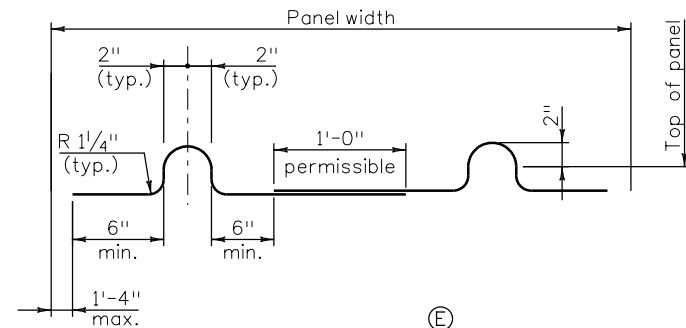 Panel width
2" 2"
(typ.) (typ.)
Top of panel
R 1¼"
(typ.)
1'-0"
permissible
2"
6" 6"
min. min.
1'-4"
max.
E